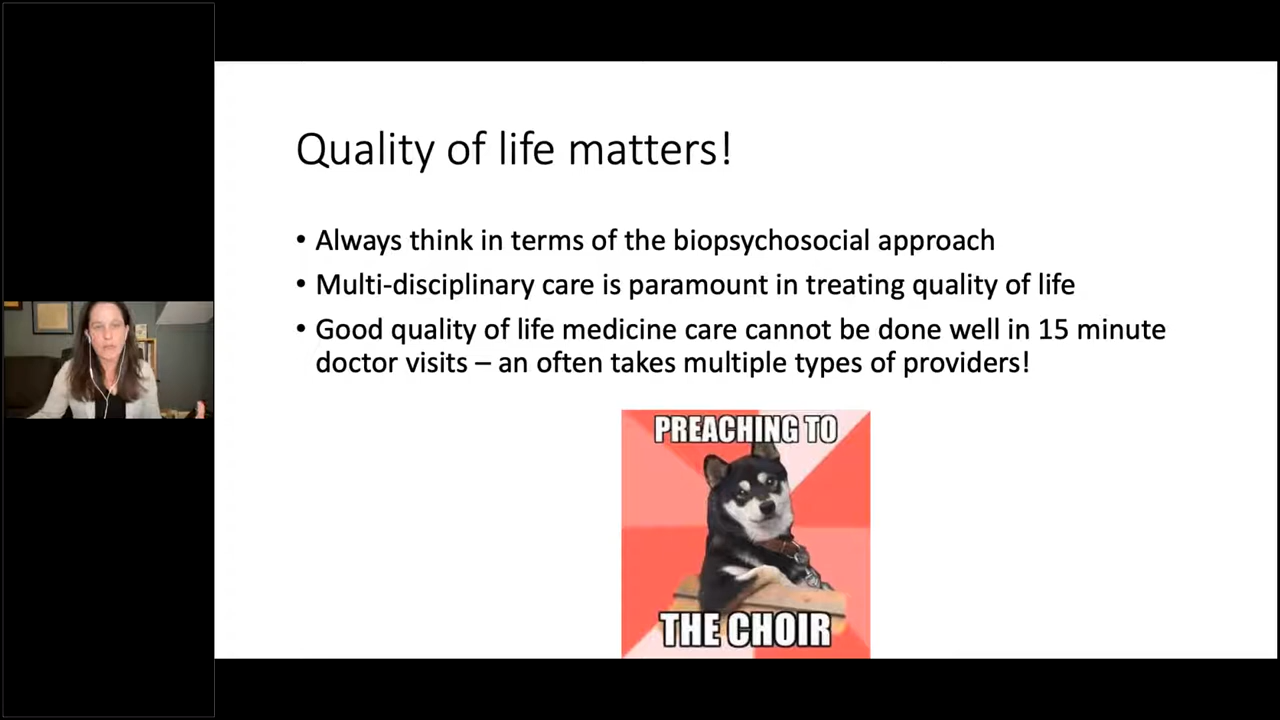 Quality of life matters!
• Always think in terms of the biopsychosocial approach
• Multi-disciplinary care is paramount in treating quality of life
• Good quality of life medicine care cannot be done well in 15 minute
doctor visits – an often takes multiple types of providers!
PREACHING TO
THE CHOIR